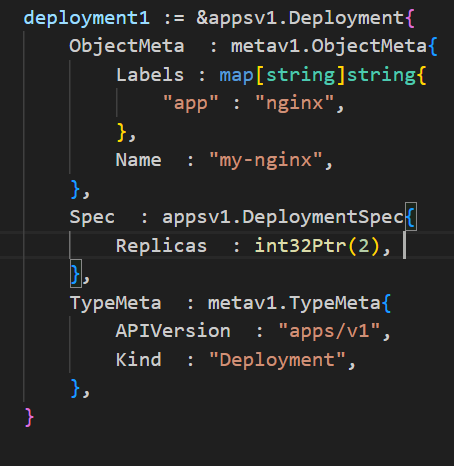 deployment1 := &appsv1.Deployment{
    ObjectMeta  : metav1.ObjectMeta{
        Labels : map[string]string{
            "app" : "nginx",
        },
        Name  : "my-nginx",
    },
    Spec  : appsv1.DeploymentSpec{
        Replicas  : int32Ptr(2),
    },
    TypeMeta  : metav1.TypeMeta{
        APIVersion  : "apps/v1",
        Kind  : "Deployment",
    },
}